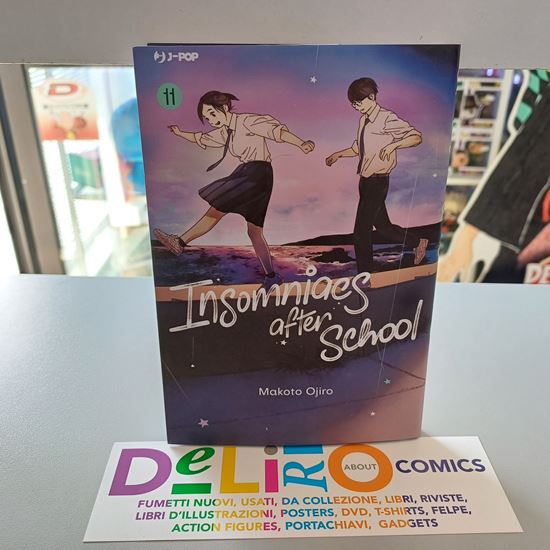 J-POP
11
Insomniacs
after
School
Makoto Ojiro
DeLiRiO ABOUT COMICS
FUMETTI NUOVI, USATI, DA COLLEZIONE, LIBRI, RIVISTE,
LIBRI D'ILLUSTRAZIONI, POSTERS, DVD, T-SHIRTS, FELPE,
ACTION FIGURES, PORTACHIAVI, GADGETS